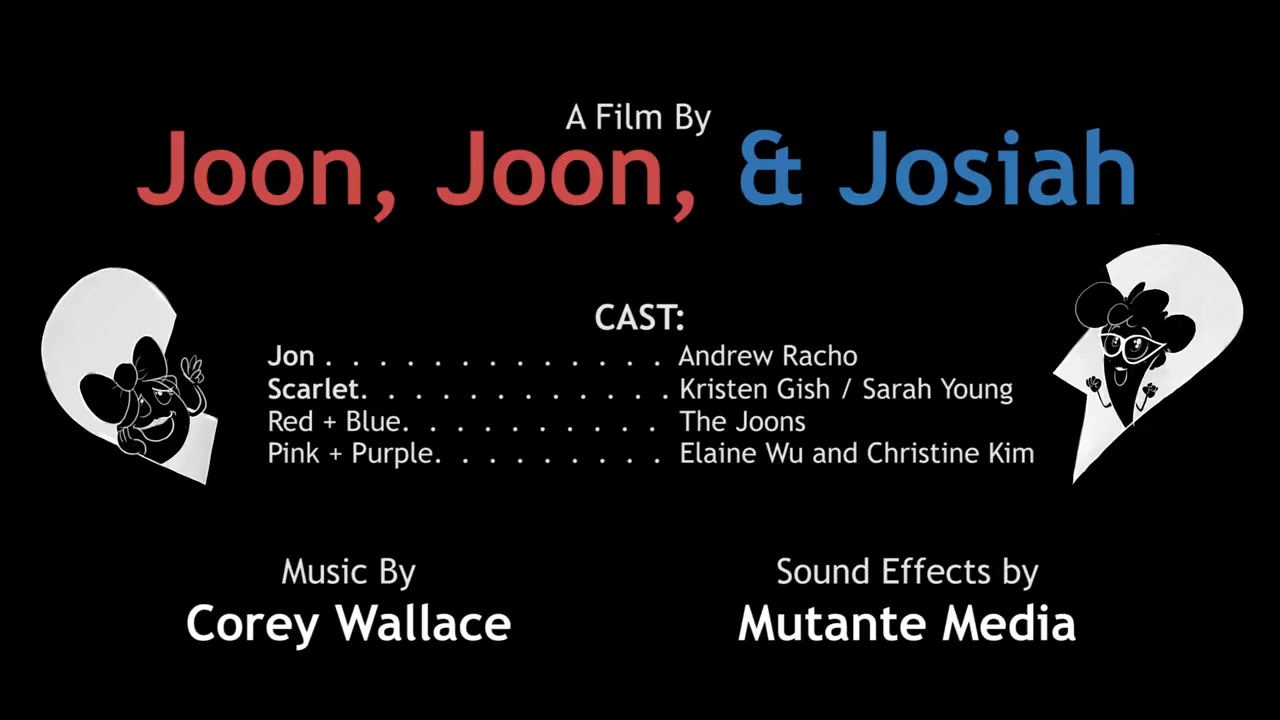 A Film By
Joon, Joon, & Josiah
CAST:
Jon . . . . . . . . . . . . . Andrew Racho
Scarlet. . . . . . . . . . . . Kristen Gish / Sarah Young
Red + Blue. . . . . . . . . . The Joons
Pink + Purple. . . . . . . . . Elaine Wu and Christine Kim
Music By
Corey Wallace
Sound Effects by
Mutante Media